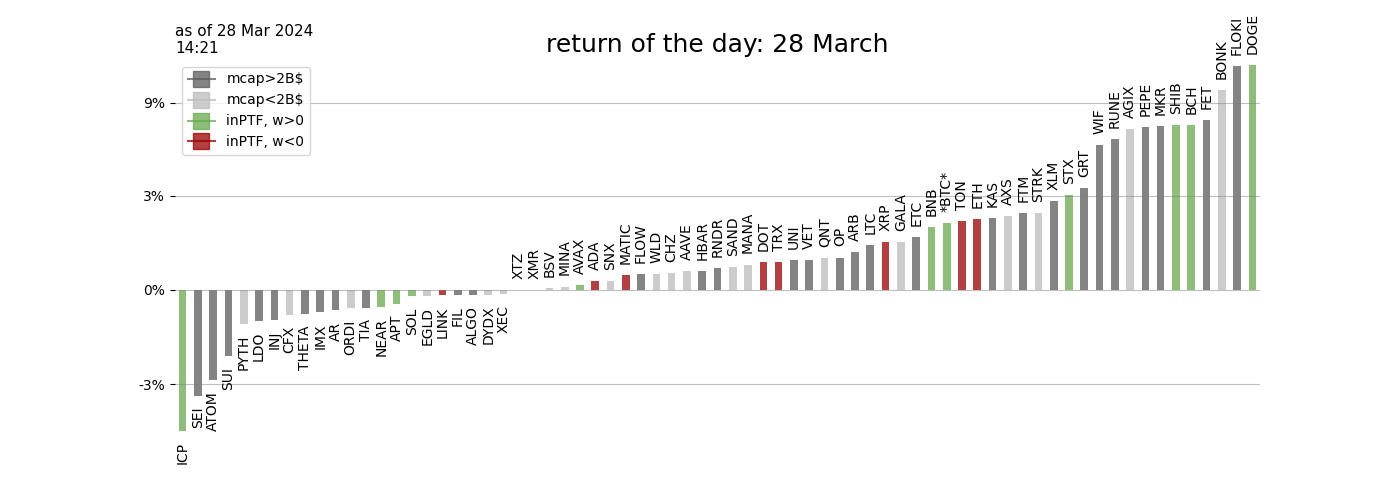 as of 28 Mar 2024
14:21
return of the day: 28 March
mcap>2B$
mcap<2B$
inPTF, w>0
inPTF, w<0
9%
3%
0%
-3%
ICP
SEI
ATOM
SUI
PYTH
LDO
INJ
CFX
THETA
IMX
AR
ORDI
TIA
NEAR
APT
SOL
EGLD
LINK
FIL
ALGO
DYDX
XEC
XTZ
XMR
BSV
MINA
AVAX
ADA
SNX
MATIC
FLOW
WLD
CHZ
AAVE
HBAR
RNDR
SAND
MANA
DOT
TRX
UNI
VET
QNT
OP
ARB
LTC
XRP
GALA
ETC
BNB
*BTC*
TON
ETH
KAS
AXS
FTM
STRK
XLM
STX
GRT
WIF
RUNE
AGIX
PEPE
MKR
SHIB
BCH
FET
BONK
FLOKI
DOGE